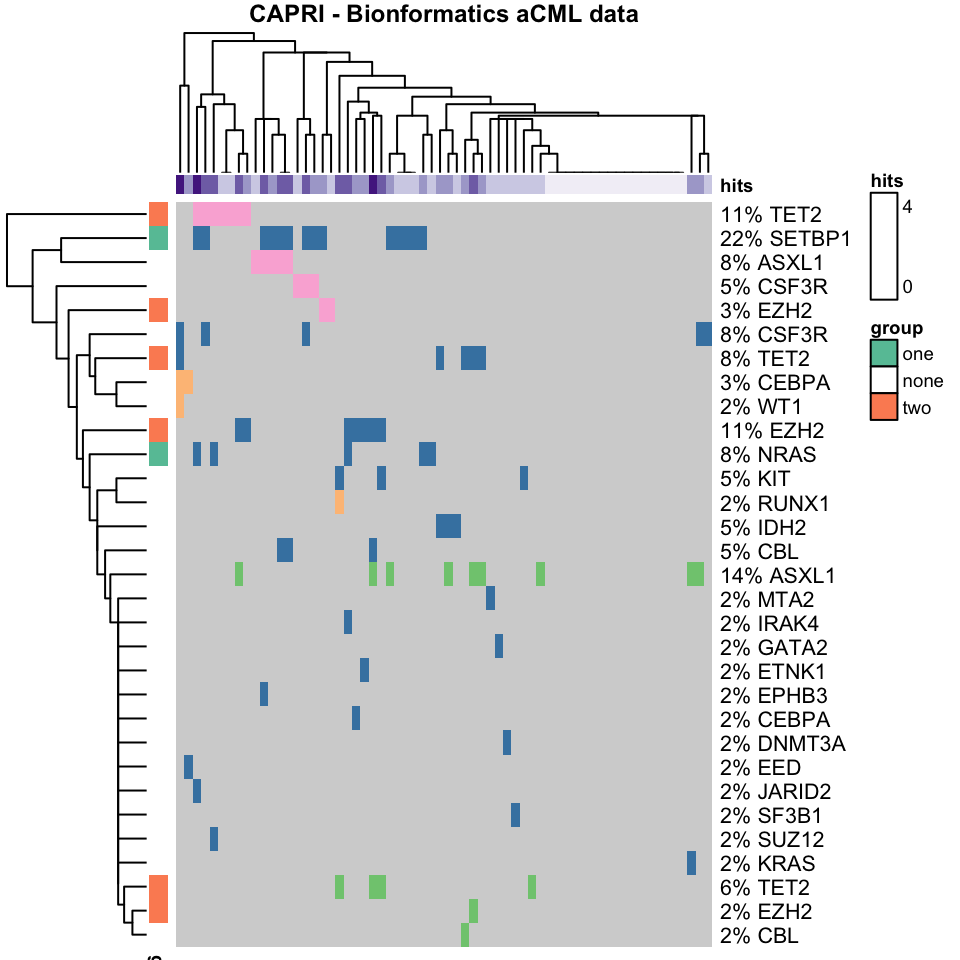 CAPRI - Bionformatics aCML data
hits
11% TET2
22% SETBP1
8% ASXL1
5% CSF3R
3% EZH2
8% CSF3R
8% TET2
3% CEBPA
2% WT1
11% EZH2
8% NRAS
5% KIT
2% RUNX1
5% IDH2
5% CBL
14% ASXL1
2% MTA2
2% IRAK4
2% GATA2
2% ETNK1
2% EPHB3
2% CEBPA
2% DNMT3A
2% EED
2% JARID2
2% SF3B1
2% SUZ12
2% KRAS
6% TET2
2% EZH2
2% CBL
hits
4
0
group
one
none
two